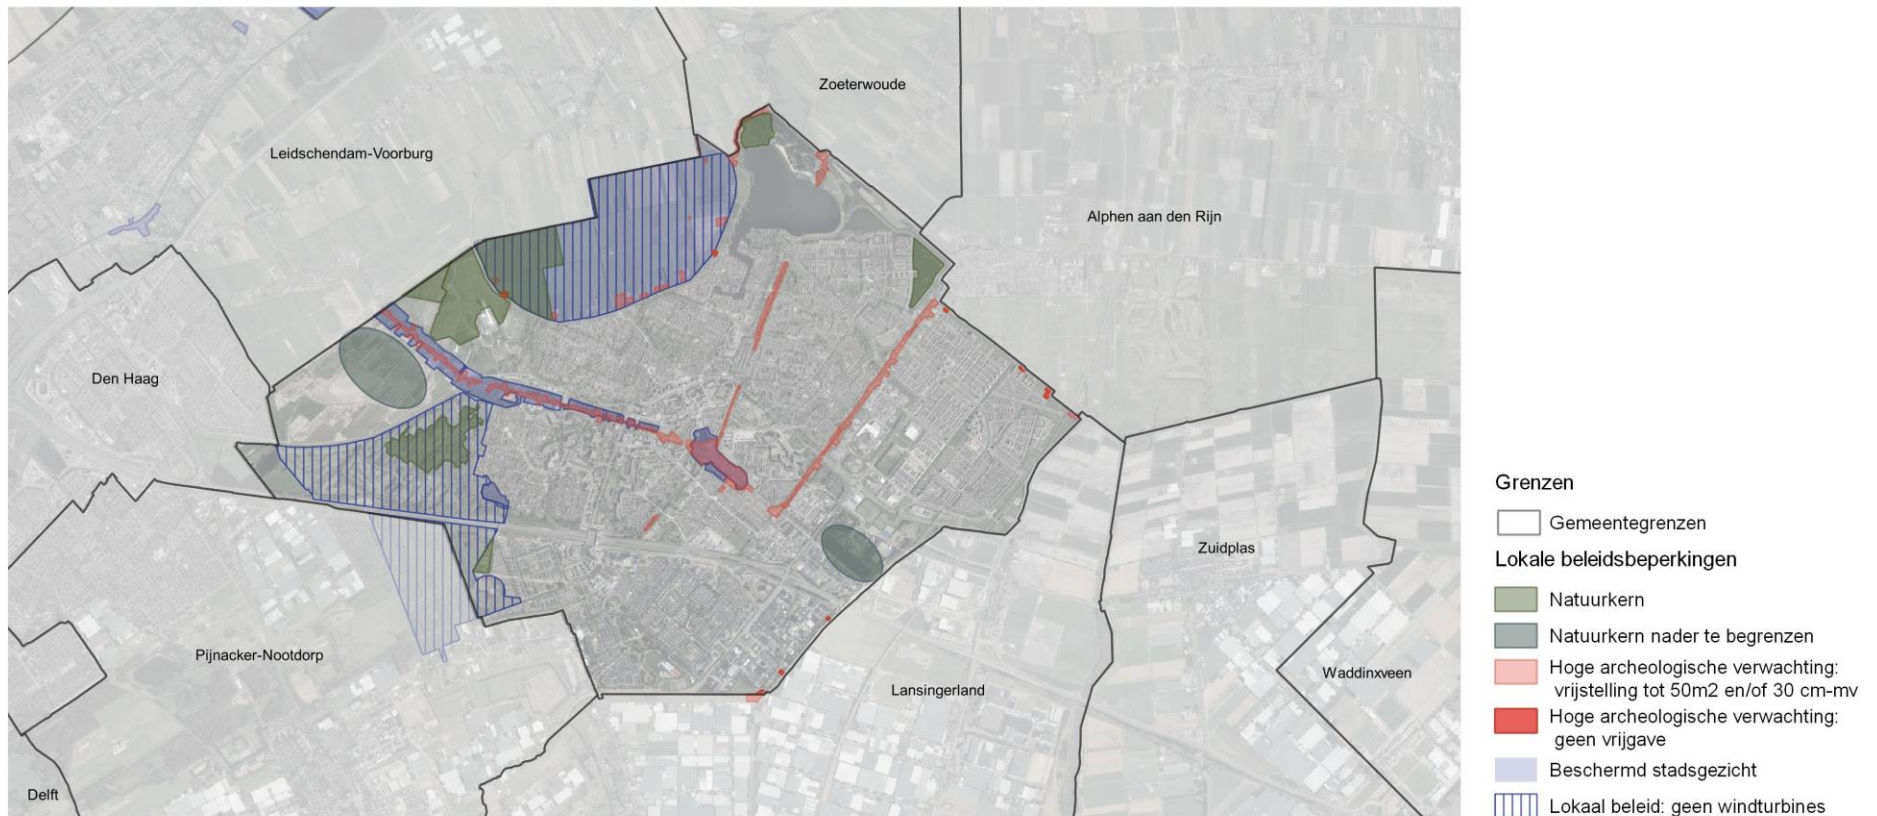 Zoeterwoude
Leidschendam-Voorburg
Alphen aan den Rijn
Den Haag
Zuidplas
Pijnacker-Nootdorp
Waddinxveen
Lansingerland
Delft
Grenzen
Gemeentegrenzen
Lokale beleidsbeperkingen
Natuurkern
Natuurkern nader te begrenzen
Hoge archeologische verwachting:
vrijstelling tot 50m2 en/of 30 cm-mv
Hoge archeologische verwachting:
geen vrijgave
Beschermd stadsgezicht
Lokaal beleid: geen windturbines